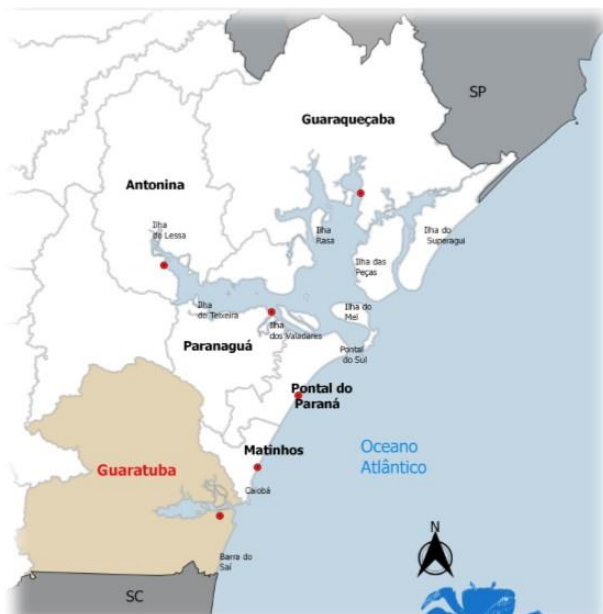 SP
Guaraqueçaba
Antonina
Ilha
do Lessa
Ilha
Rasa
Ilha do
Superagui
Ilha das
Peças
Ilha
do Teixeira
Ilha do
Mel
Ilha
dos Valadares
Paranaguá
Pontal
do Sul
Pontal do
Paraná
Matinhos
Oceano
Atlântico
Guaratuba
Caiobá
N
Barra do
Saí
SC